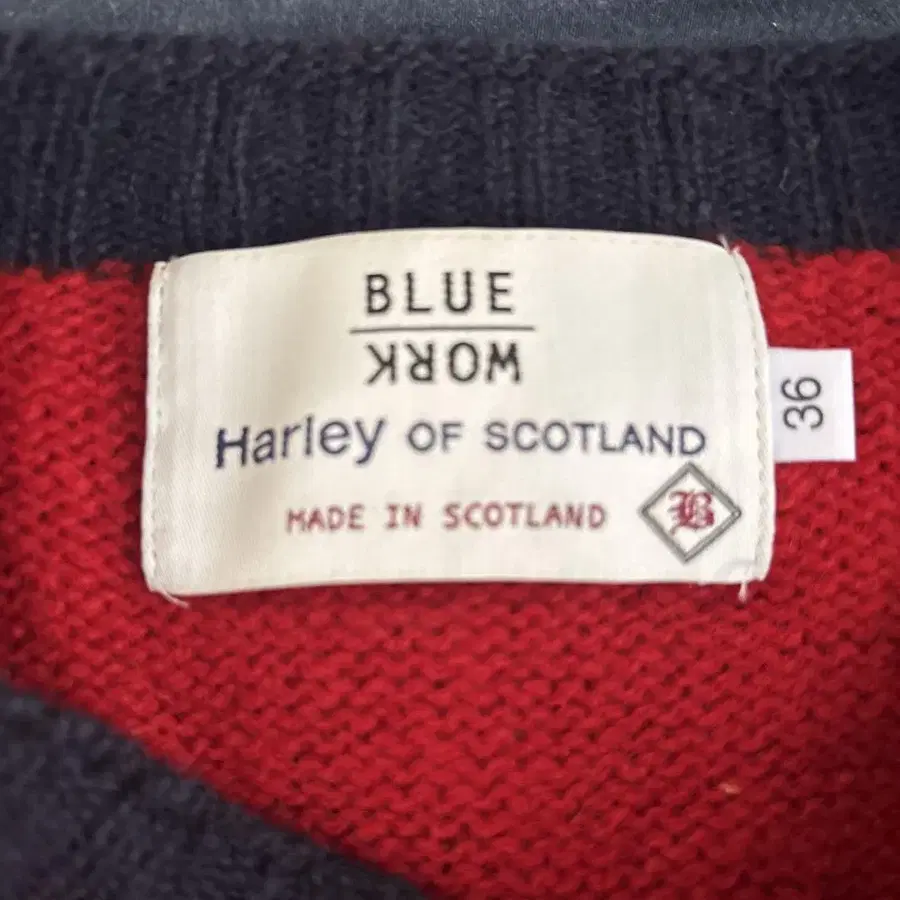 BLUE
WORK
Harley OF SCOTLAND
MADE IN SCOTLAND
B
36